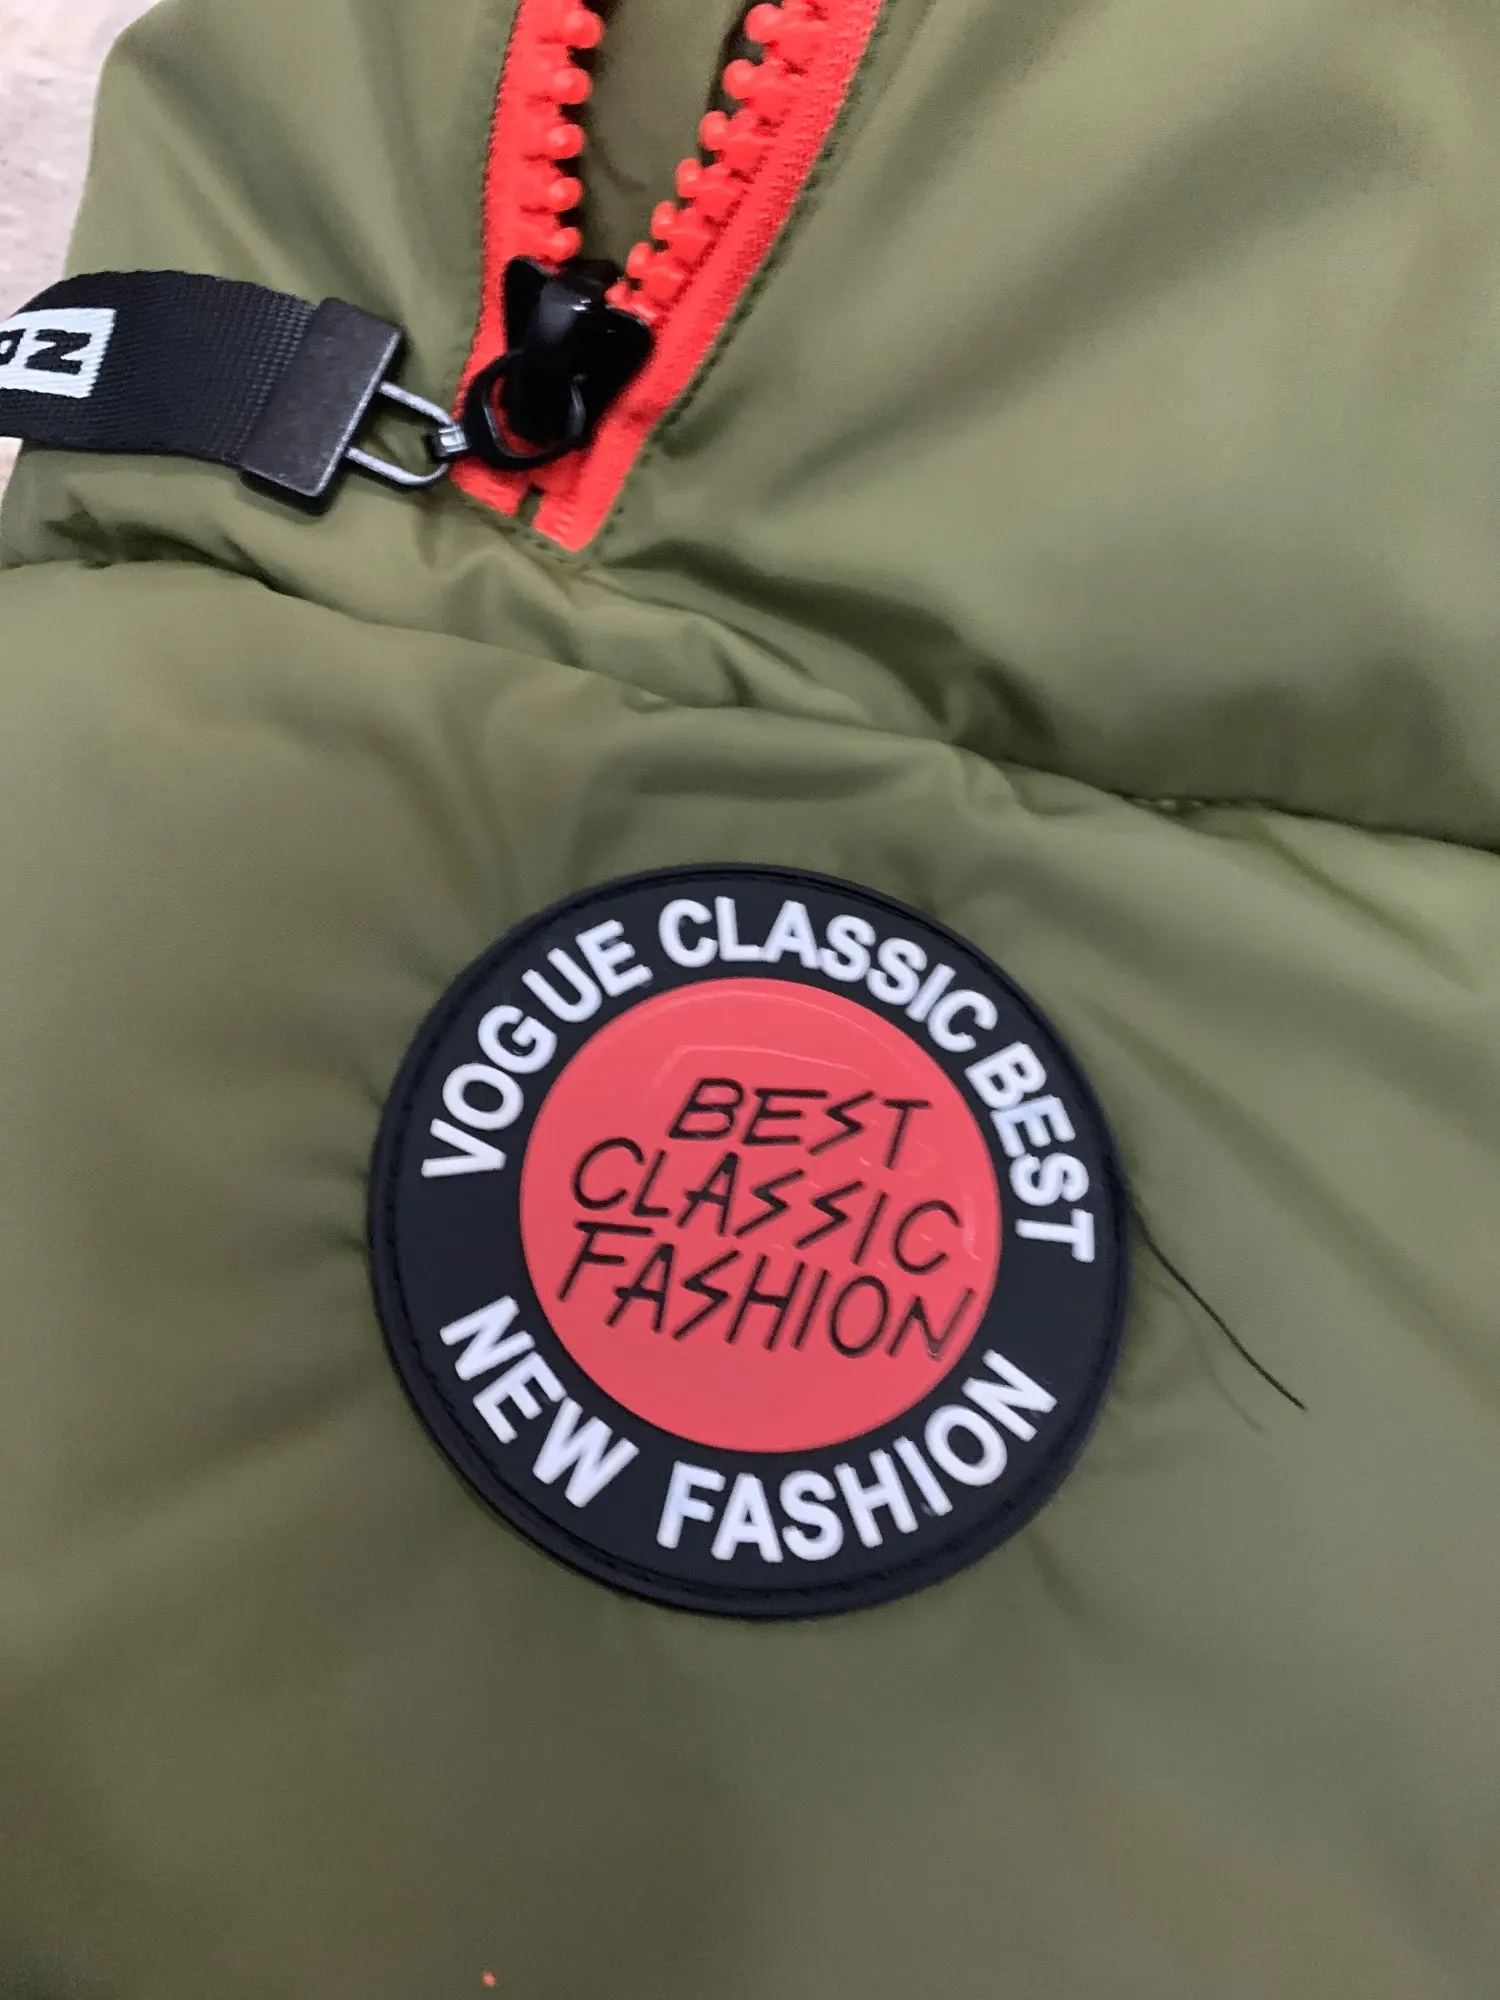 VOGUE CLASSIC BEST
BEST
CLASSIC
FASHION
NEW FASHION